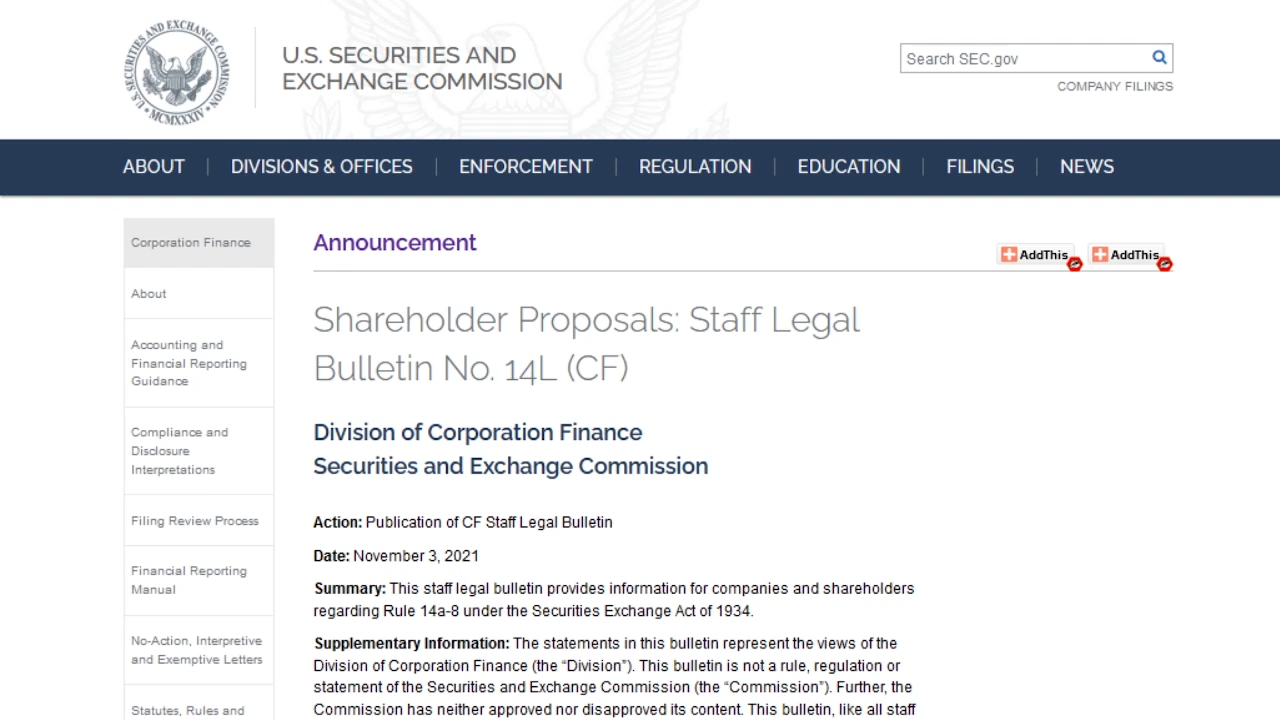 U.S. SECURITIES AND EXCHANGE COMMISSION
MCMXXXIV
U.S. SECURITIES AND
EXCHANGE COMMISSION
Search SEC.gov
COMPANY FILINGS
ABOUT | DIVISIONS & OFFICES | ENFORCEMENT | REGULATION | EDUCATION | FILINGS | NEWS
Corporation Finance
About
Accounting and
Financial Reporting
Guidance
Compliance and
Disclosure
Interpretations
Filing Review Process
Financial Reporting
Manual
No-Action, Interpretive
and Exemptive Letters
Statutes, Rules and
Announcement
AddThis AddThis
Shareholder Proposals: Staff Legal
Bulletin No. 14L (CF)
Division of Corporation Finance
Securities and Exchange Commission
Action: Publication of CF Staff Legal Bulletin
Date: November 3, 2021
Summary: This staff legal bulletin provides information for companies and shareholders
regarding Rule 14a-8 under the Securities Exchange Act of 1934.
Supplementary Information: The statements in this bulletin represent the views of the
Division of Corporation Finance (the “Division”). This bulletin is not a rule, regulation or
statement of the Securities and Exchange Commission (the “Commission”). Further, the
Commission has neither approved nor disapproved its content. This bulletin, like all staff